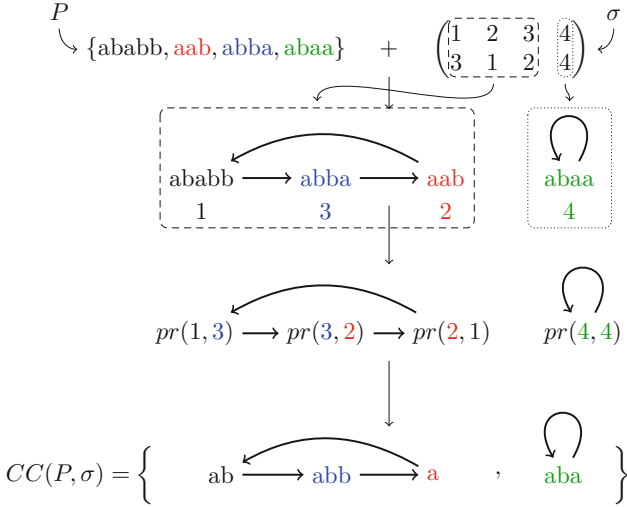 P σ
{ababb, aab, abba, abaa} + ( 1 2 3 4
3 1 2 4 )
ababb abba aab abaa
1 3 2 4
pr(1, 3) pr(3, 2) pr(2, 1) pr(4, 4)
CC(P, σ) = { ab abb a , aba }